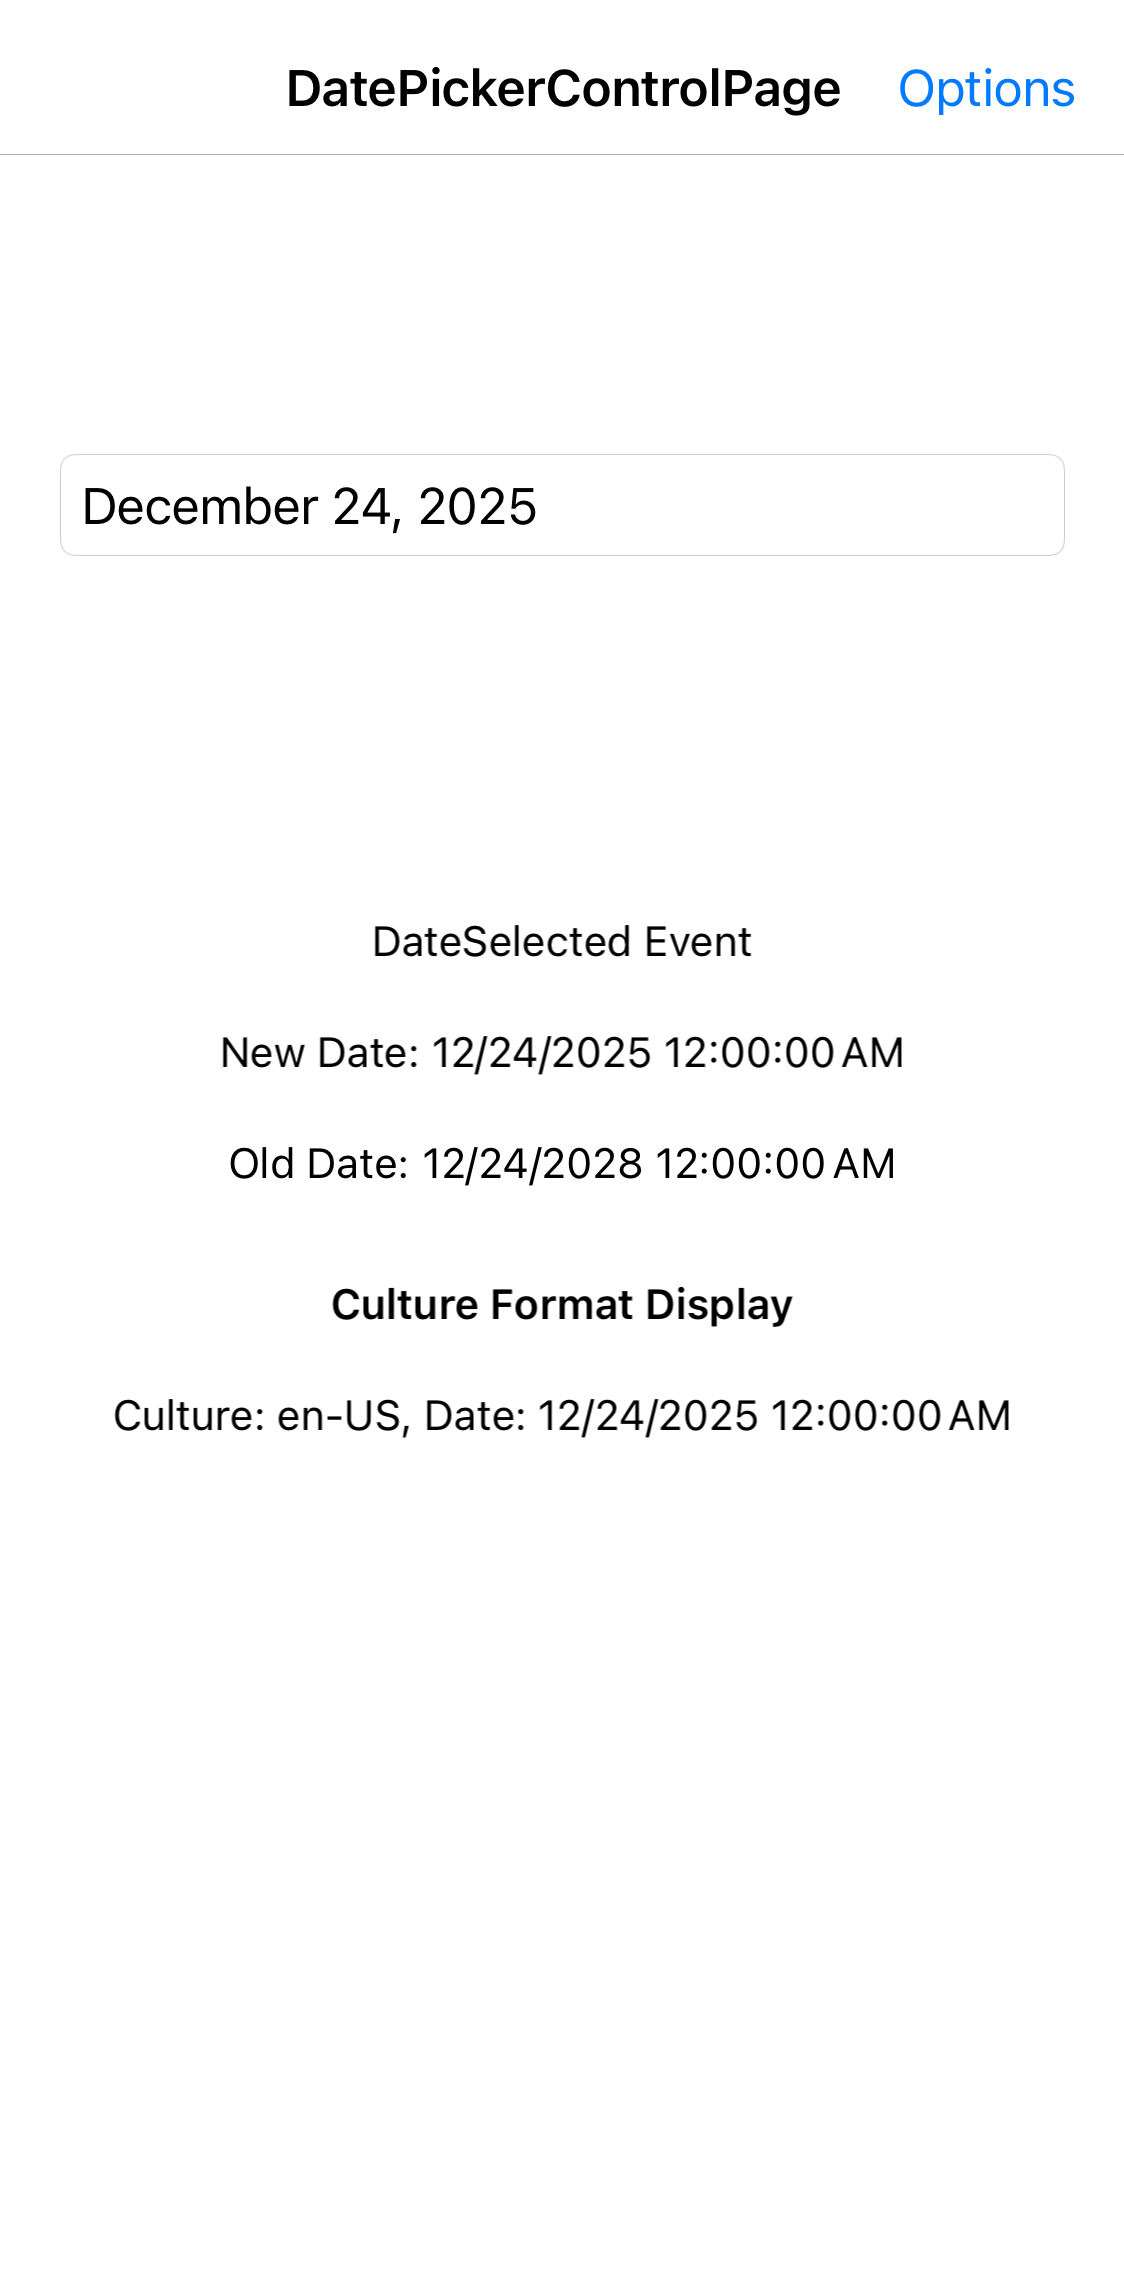 DatePickerControlPage
Options
December 24, 2025
DateSelected Event
New Date: 12/24/2025 12:00:00 AM
Old Date: 12/24/2028 12:00:00 AM
Culture Format Display
Culture: en-US, Date: 12/24/2025 12:00:00 AM